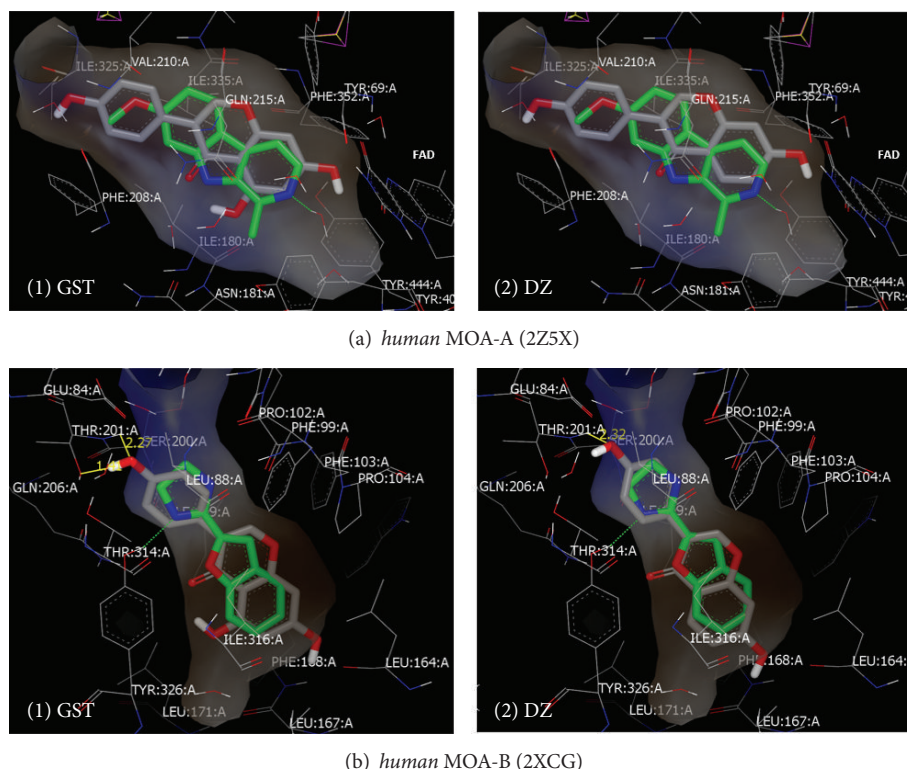 ILE:325:A
VAL:210:A
ILE:335:A
GLN:215:A
PHE:352:A
TYR:69:A
FAD
PHE:208:A
ILE:180:A
ASN:181:A
TYR:444:A
TYR:40
(1) GST
ILE:325:A
VAL:210:A
ILE:335:A
GLN:215:A
PHE:352:A
TYR:69:A
FAD
PHE:208:A
ILE:180:A
ASN:181:A
TYR:444:A
(2) DZ
(a) human MOA-A (2Z5X)
GLU:84:A
THR:201:A
PRO:102:A
PHE:99:A
PHE:103:A
PRO:104:A
GLN:206:A
LEU:88:A
THR:314:A
ILE:316:A
PHE:168:A
LEU:164:A
TYR:326:A
LEU:171:A
LEU:167:A
(1) GST
GLU:84:A
THR:201:A
2.32
PRO:102:A
PHE:99:A
PHE:103:A
PRO:104:A
GLN:206:A
LEU:88:A
THR:314:A
ILE:316:A
PHE:168:A
LEU:164:
TYR:326:A
LEU:171:A
LEU:167:A
(2) DZ
(b) human MOA-B (2XCG)